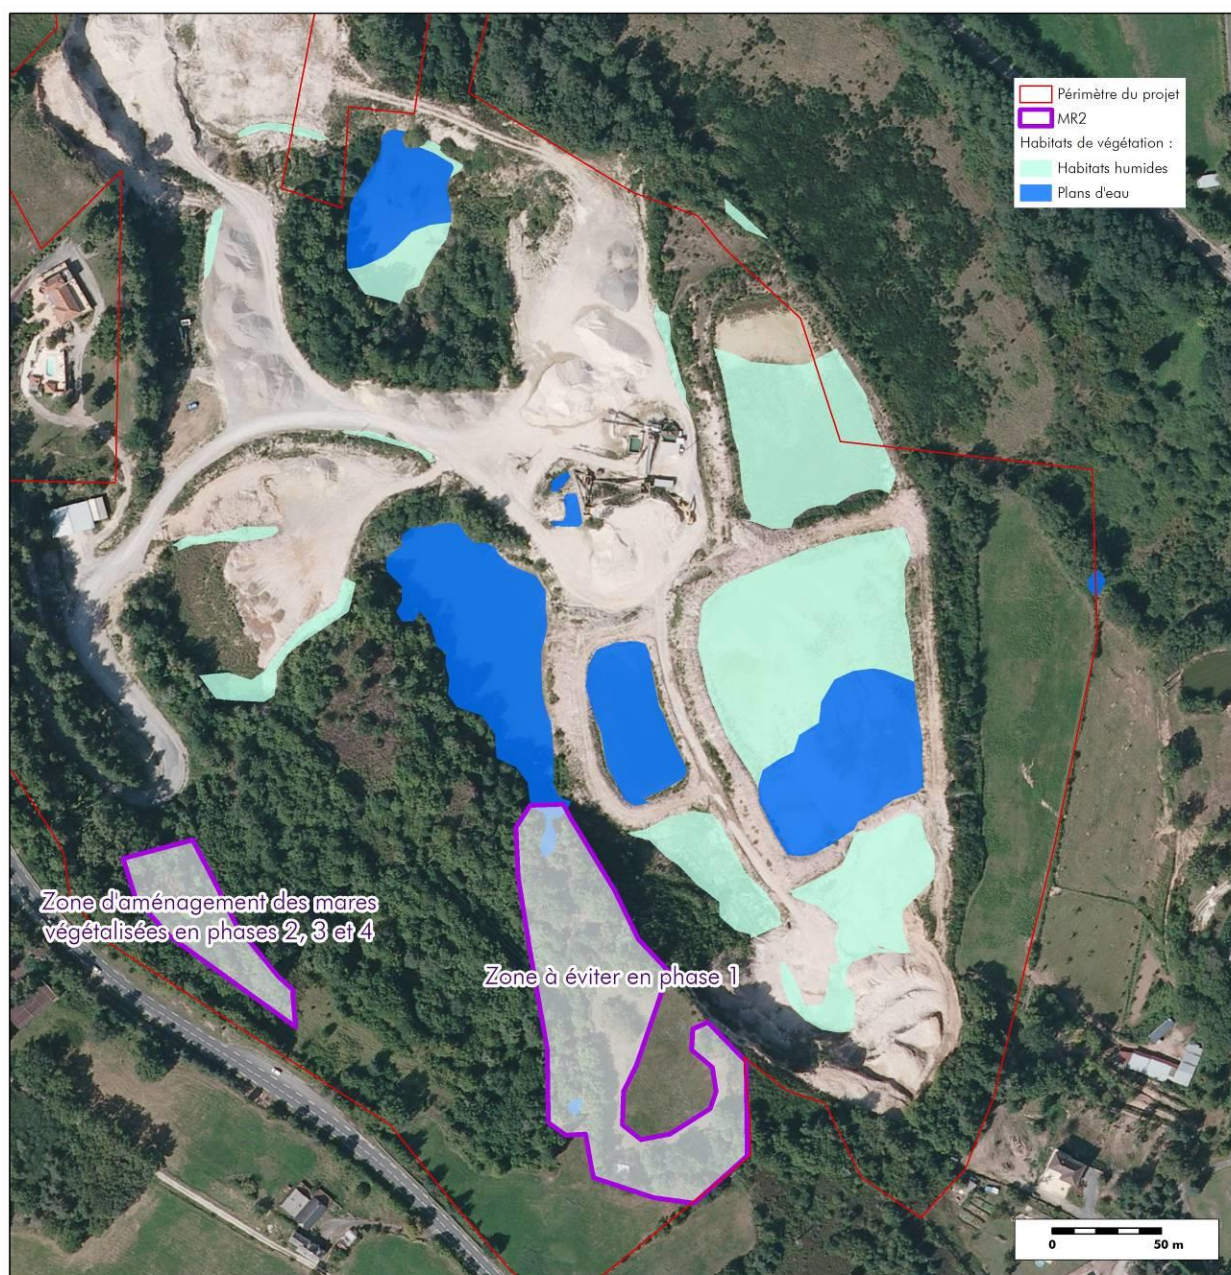 Périmètre du projet
MR2
Habitats de végétation :
Habitats humides
Plans d'eau
Zone d'aménagement des mares
végétalisées en phases 2, 3 et 4
Zone à éviter en phase 1
0 50 m